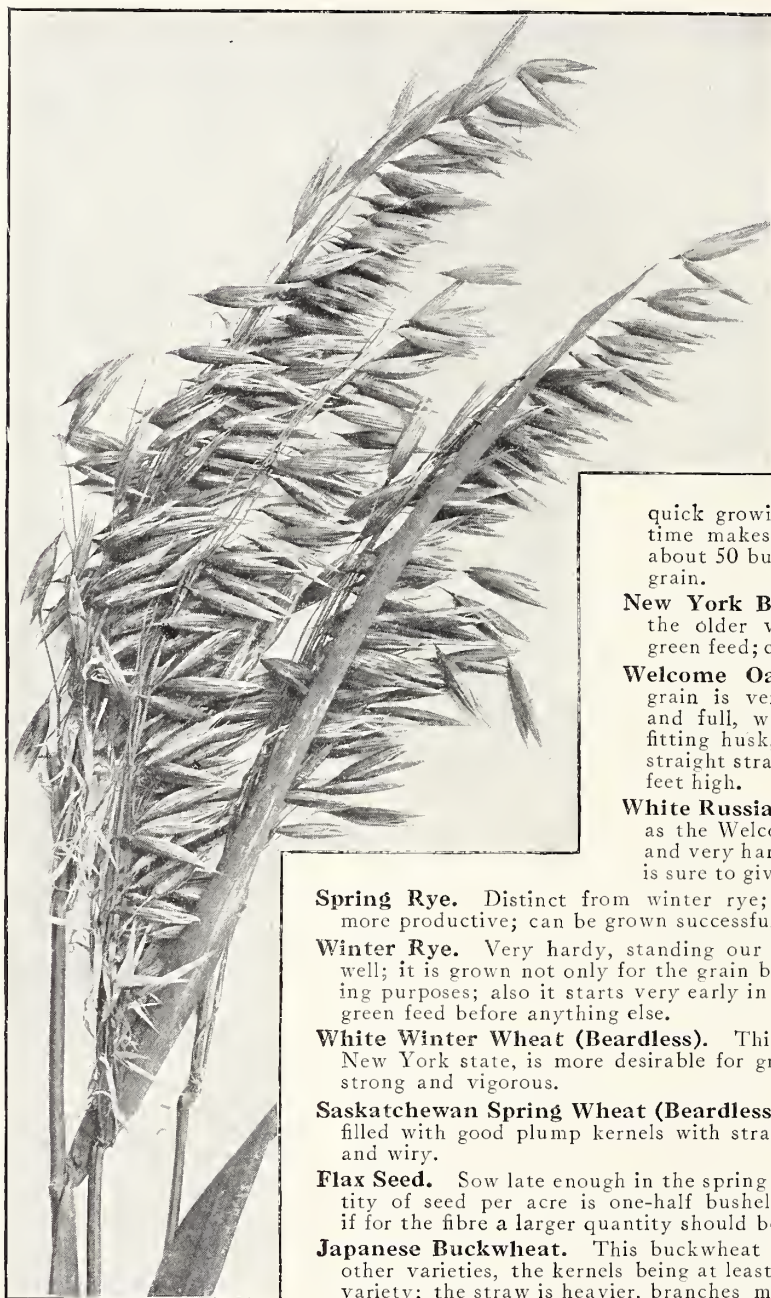 quick growi
time makes
about 50 bu
grain.
New York B
the older v
green feed; c
Welcome Oa
grain is ve
and full, w
fitting husk
straight stra
feet high.
White Russia
as the Welc
and very har
is sure to giv
Spring Rye. Distinct from winter rye;
more productive; can be grown successfu
Winter Rye. Very hardy, standing our
well; it is grown not only for the grain b
ing purposes; also it starts very early in
green feed before anything else.
White Winter Wheat (Beardless). Thi
New York state, is more desirable for gr
strong and vigorous.
Saskatchewan Spring Wheat (Beardless
filled with good plump kernels with stra
and wiry.
Flax Seed. Sow late enough in the spring
tity of seed per acre is one-half bushel
if for the fibre a larger quantity should b
Japanese Buckwheat. This buckwheat
other varieties, the kernels being at least
variety; the straw is heavier, branches m